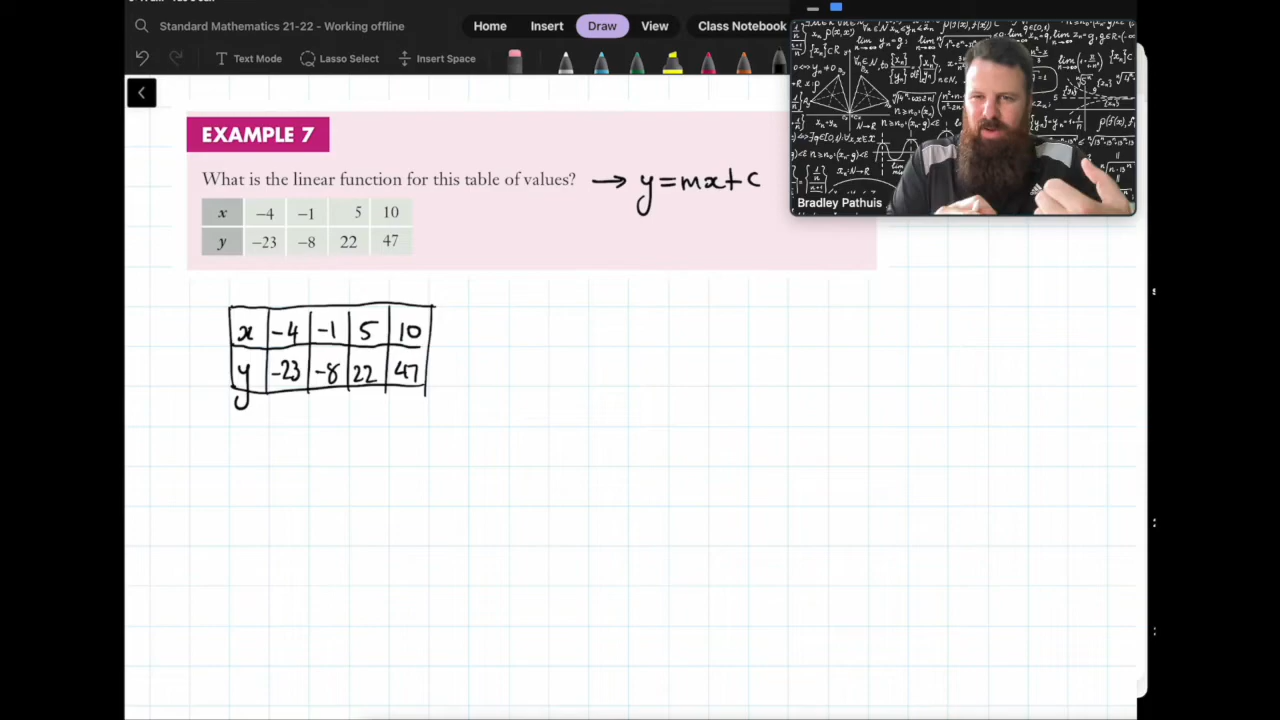 Standard Mathematics 21-22 - Working offline
Home Insert Draw View Class Notebook
Text Mode Lasso Select Insert Space
EXAMPLE 7
What is the linear function for this table of values? → y=mx+c
x −4 −1 5 10
y −23 −8 22 47
x -4 -1 5 10
y -23 -8 22 47
Bradley Pathuis